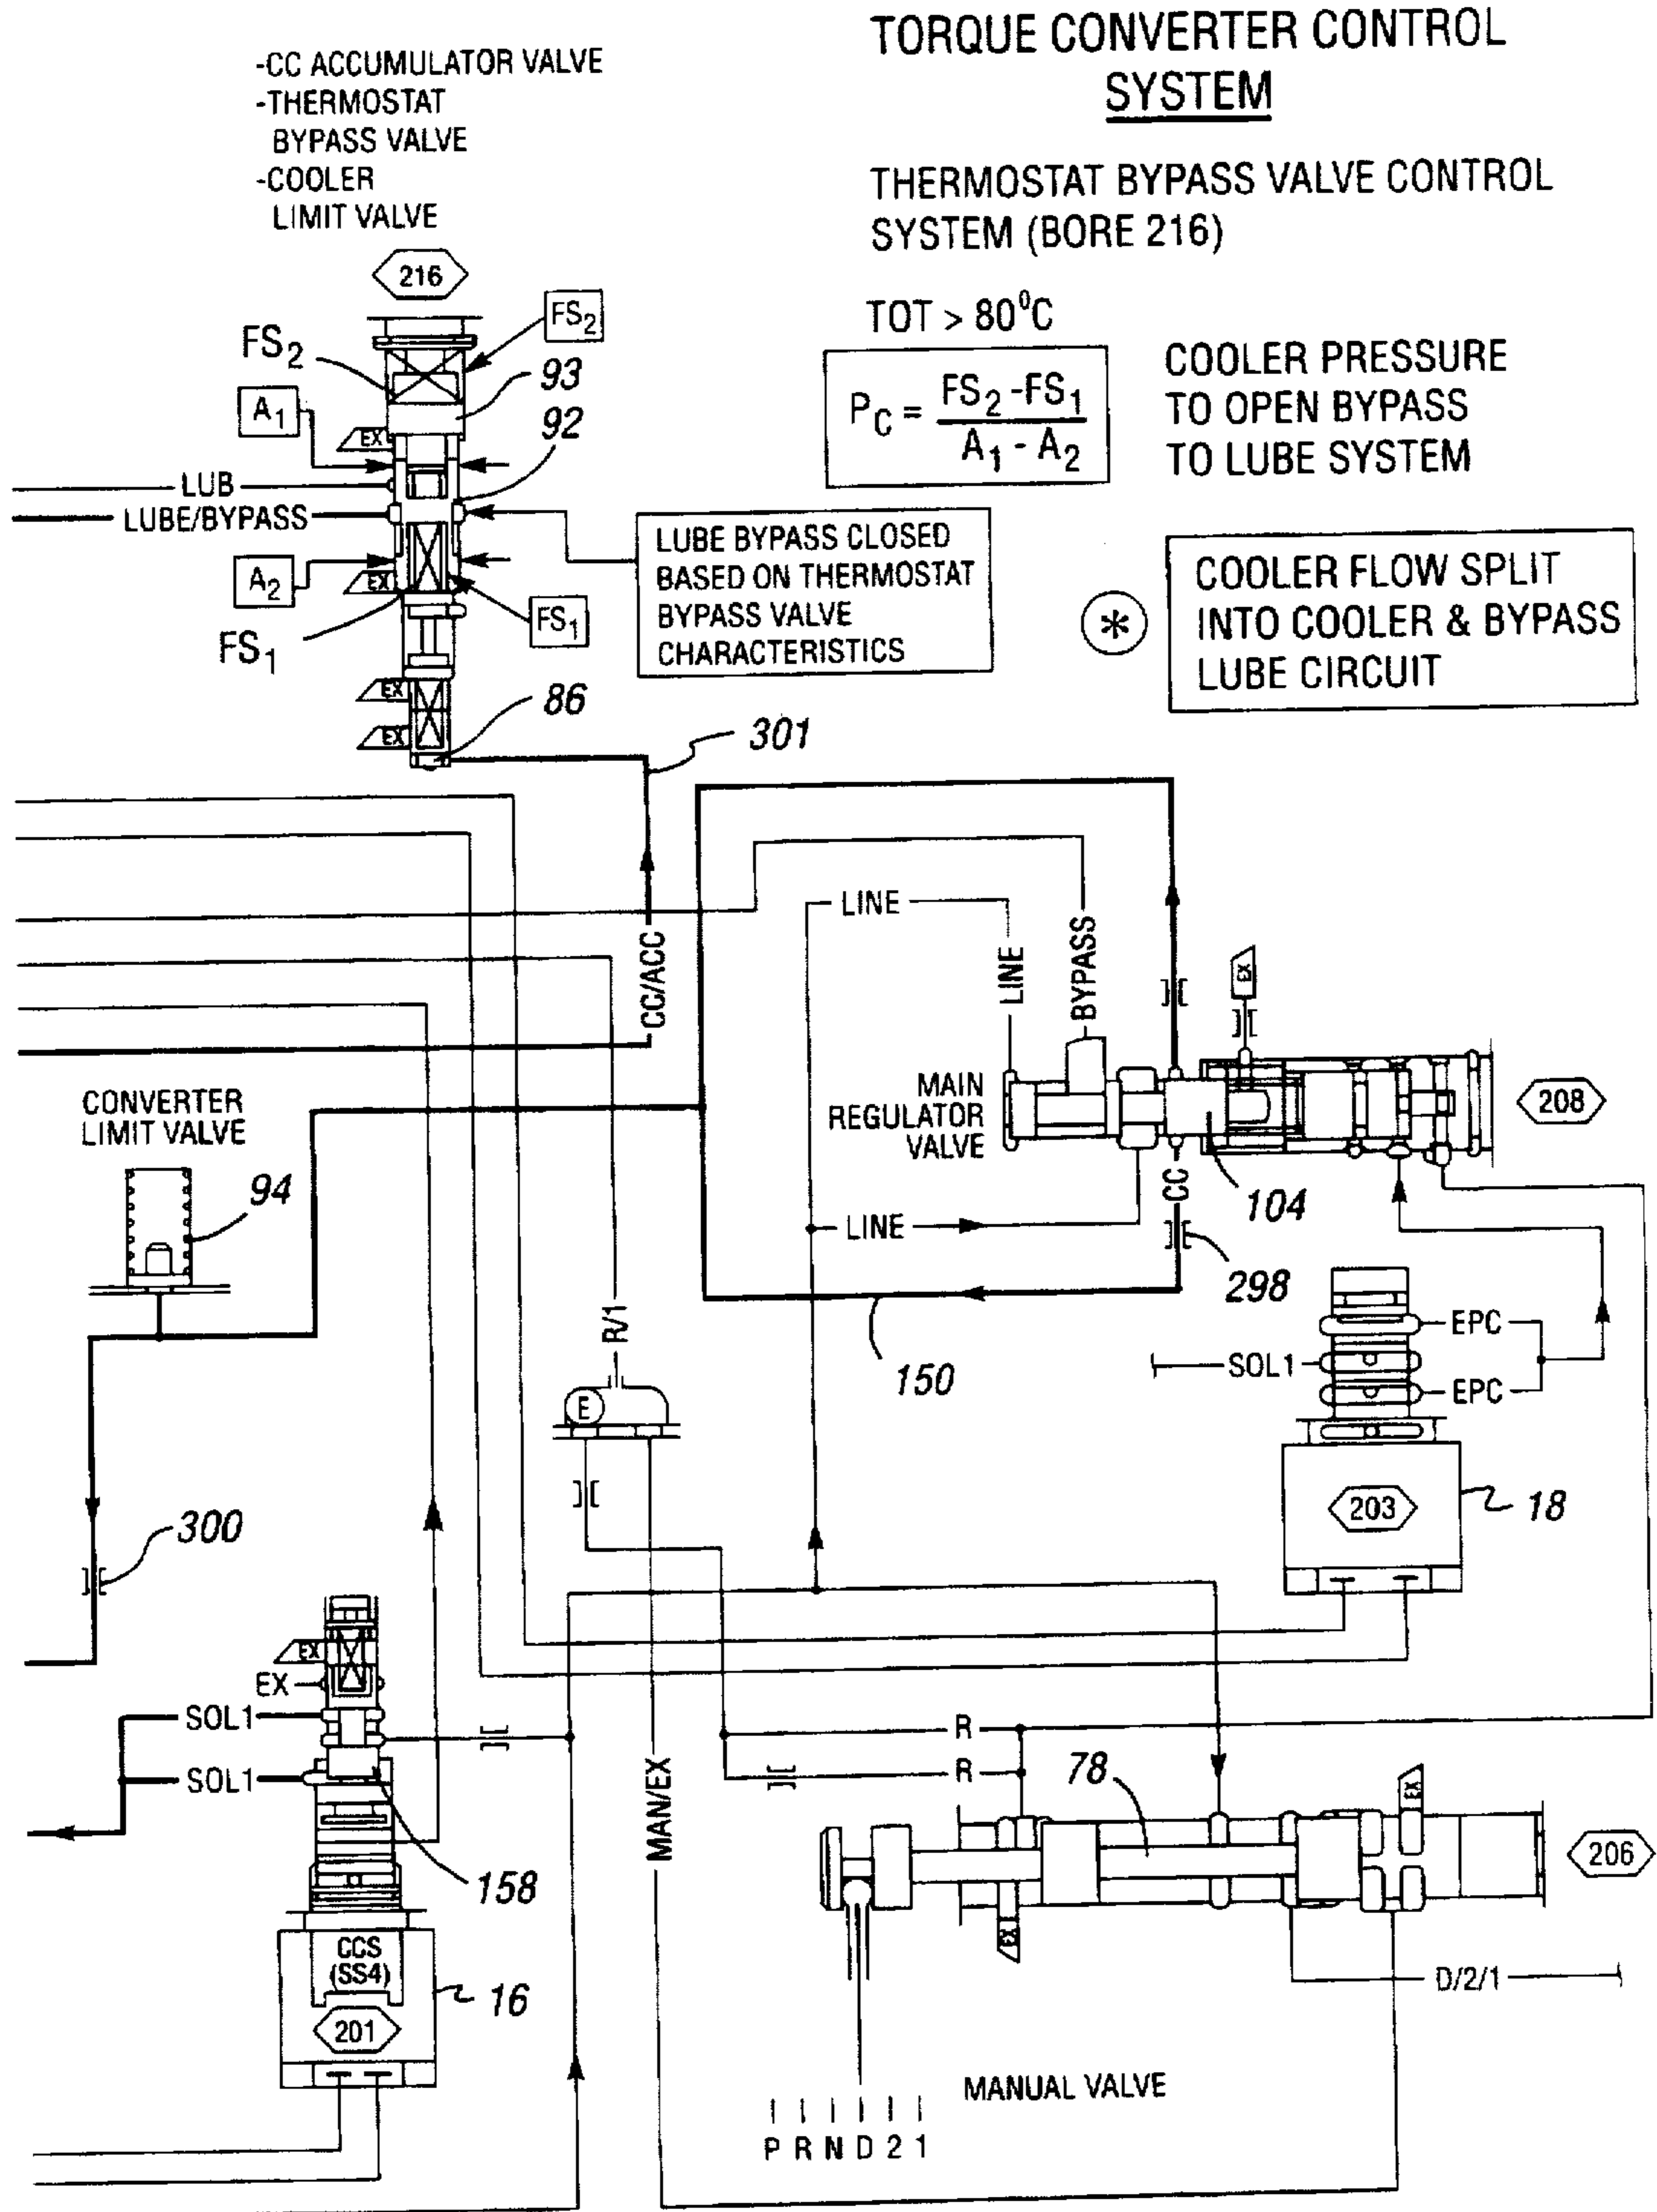 TORQUE CONVERTER CONTROL
SYSTEM
-CC ACCUMULATOR VALVE
-THERMOSTAT
BYPASS VALVE
-COOLER
LIMIT VALVE
THERMOSTAT BYPASS VALVE CONTROL
SYSTEM (BORE 216)
216
TOT > 80⁰C
P_C = (FS₂ - FS₁) / (A₁ - A₂)
COOLER PRESSURE
TO OPEN BYPASS
TO LUBE SYSTEM
FS₂
FS₂
93
A₁
92
EX
LUB
LUBE/BYPASS
LUBE BYPASS CLOSED
BASED ON THERMOSTAT
BYPASS VALVE
CHARACTERISTICS
A₂
EX
FS₁
FS₁
*
COOLER FLOW SPLIT
INTO COOLER & BYPASS
LUBE CIRCUIT
EX
86
EX
301
LINE
LINE
BYPASS
EX
CC/ACC
MAIN
REGULATOR
VALVE
208
CONVERTER
LIMIT VALVE
94
CC
104
LINE
298
R/1
150
EPC
SOL1
EPC
E
203
18
300
EX
EX
SOL1
SOL1
R
R
78
EX
MAN/EX
206
158
EX
CCS
(SS4)
16
201
D/2/1
MANUAL VALVE
P R N D 2 1